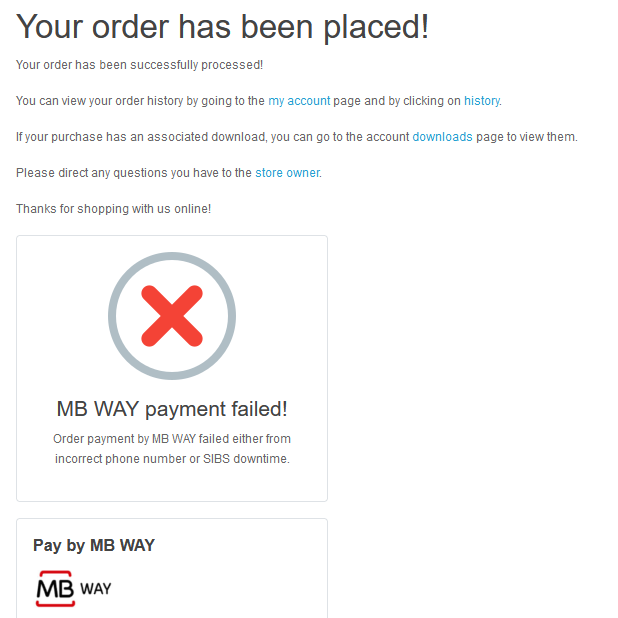 Your order has been placed!
Your order has been successfully processed!
You can view your order history by going to the my account page and by clicking on history.
If your purchase has an associated download, you can go to the account downloads page to view them.
Please direct any questions you have to the store owner.
Thanks for shopping with us online!
MB WAY payment failed!
Order payment by MB WAY failed either from
incorrect phone number or SIBS downtime.
Pay by MB WAY
MB WAY